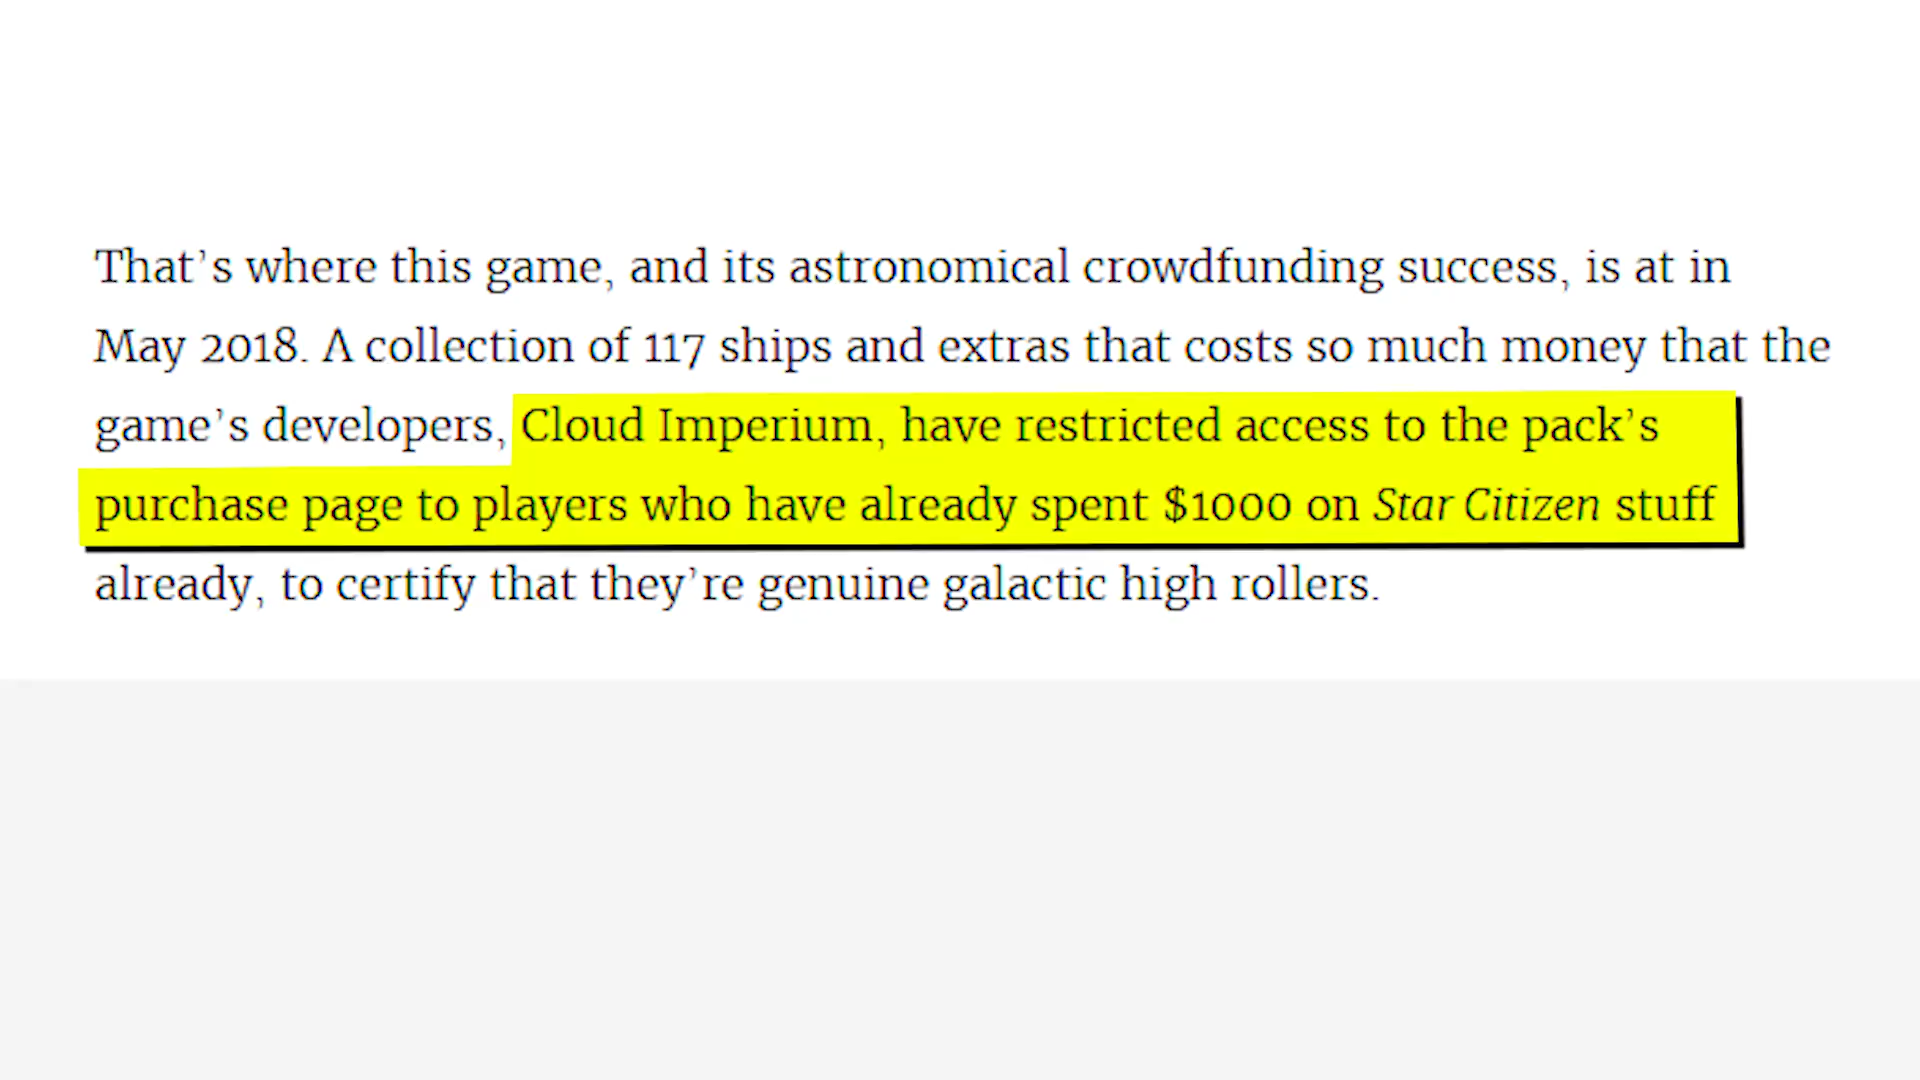 That’s where this game, and its astronomical crowdfunding success, is at in
May 2018. A collection of 117 ships and extras that costs so much money that the
game’s developers, Cloud Imperium, have restricted access to the pack’s
purchase page to players who have already spent $1000 on Star Citizen stuff
already, to certify that they’re genuine galactic high rollers.